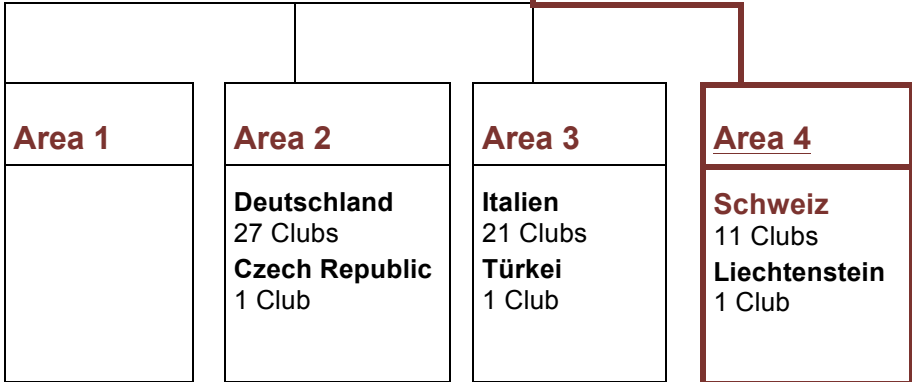 Area 1
Area 2
Deutschland
27 Clubs
Czech Republic
1 Club
Area 3
Italien
21 Clubs
Türkei
1 Club
Area 4
Schweiz
11 Clubs
Liechtenstein
1 Club